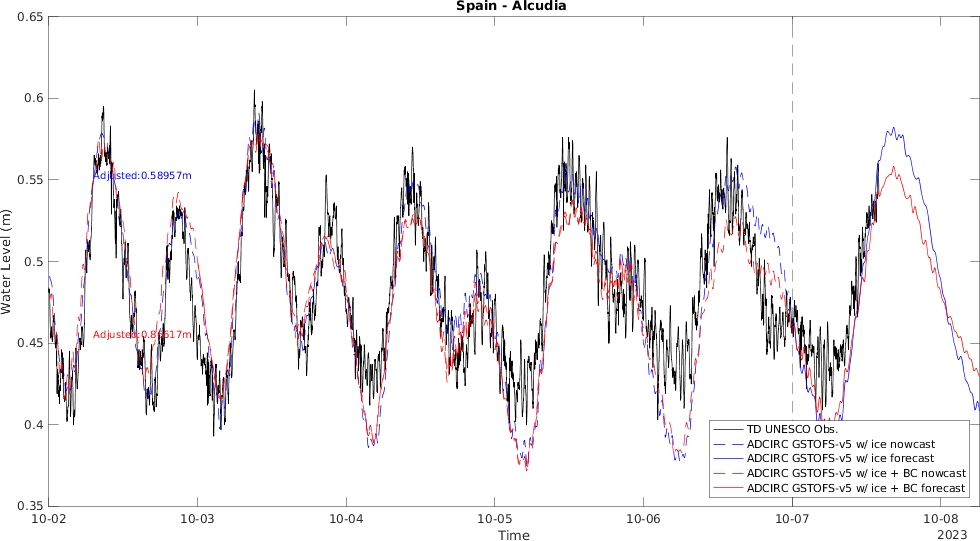 Spain - Alcudia
0.65
0.6
0.55
0.5
0.45
0.4
0.35
Water Level (m)
Adjusted:0.58957m
TD UNESCO Obs.
ADCIRC GSTOFS-v5 w/ ice nowcast
ADCIRC GSTOFS-v5 w/ ice forecast
ADCIRC GSTOFS-v5 w/ ice + BC nowcast
ADCIRC GSTOFS-v5 w/ ice + BC forecast
10-02
10-03
10-04
10-05
10-06
10-07
10-08
Time
2023